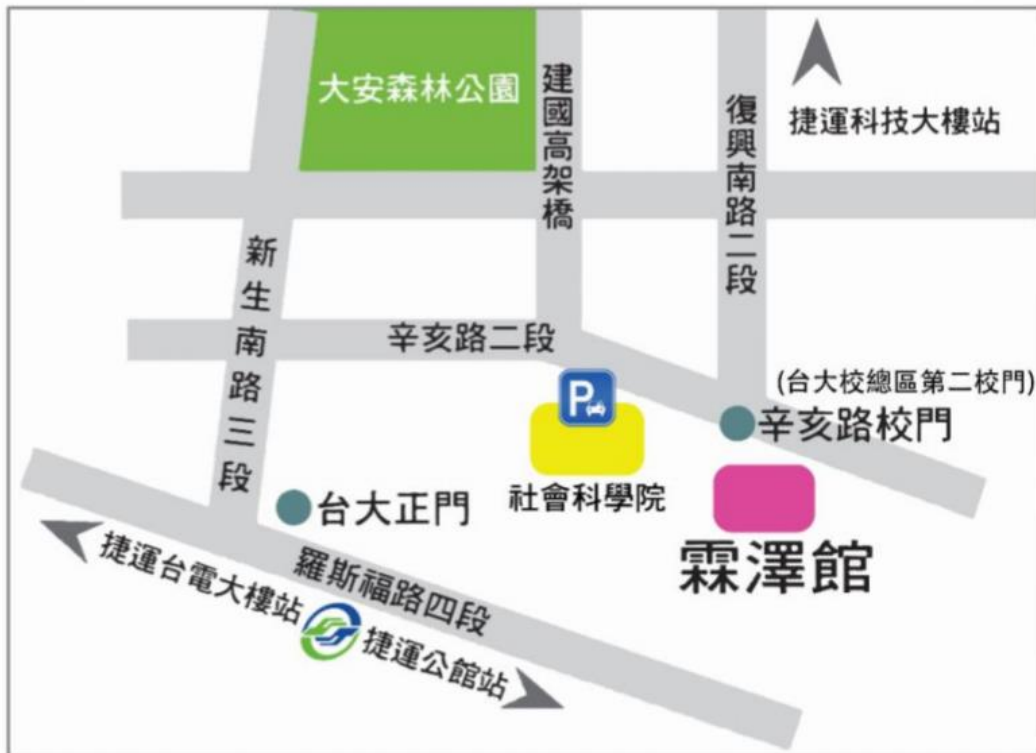 大安森林公園
建國高架橋
復興南路二段
捷運科技大樓站
新生南路三段
辛亥路二段
(台大校總區第二校門)
辛亥路校門
P
社會科學院
台大正門
霖澤館
羅斯福路四段
捷運台電大樓站
捷運公館站